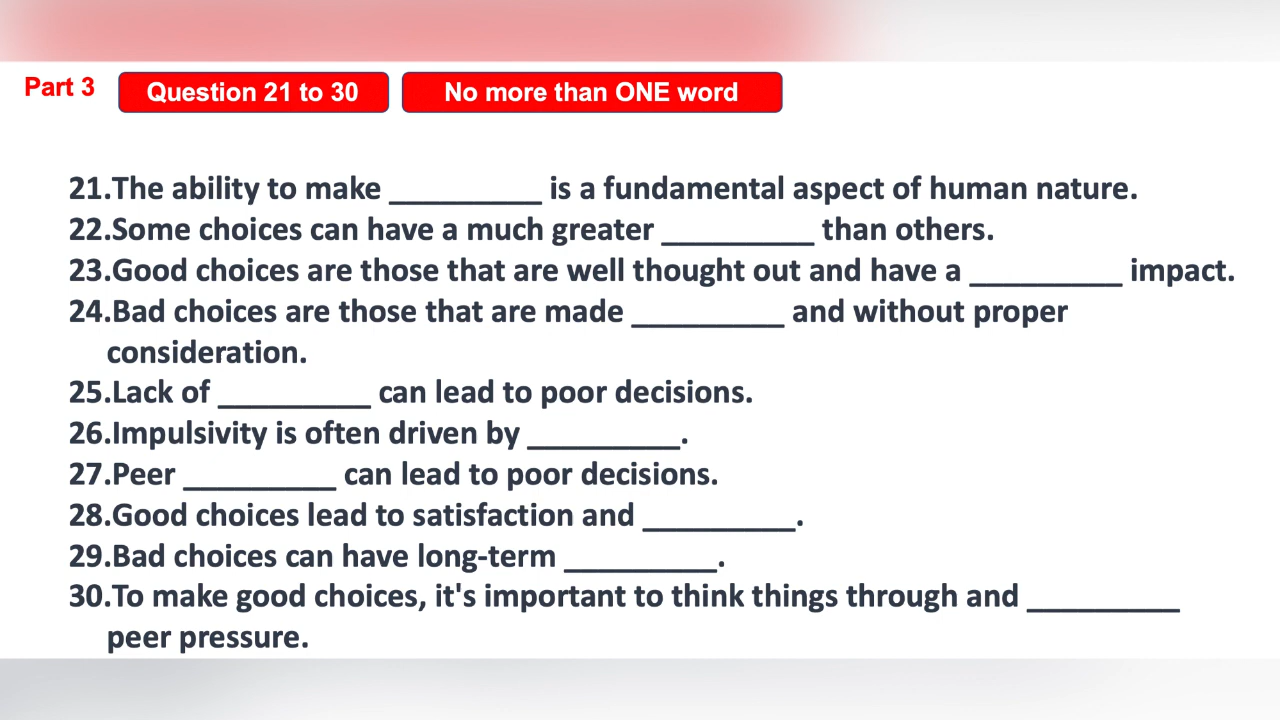 Part 3
Question 21 to 30
No more than ONE word
21.The ability to make __________ is a fundamental aspect of human nature.
22.Some choices can have a much greater __________ than others.
23.Good choices are those that are well thought out and have a __________ impact.
24.Bad choices are those that are made __________ and without proper
consideration.
25.Lack of __________ can lead to poor decisions.
26.Impulsivity is often driven by __________.
27.Peer __________ can lead to poor decisions.
28.Good choices lead to satisfaction and __________.
29.Bad choices can have long-term __________.
30.To make good choices, it's important to think things through and __________
peer pressure.